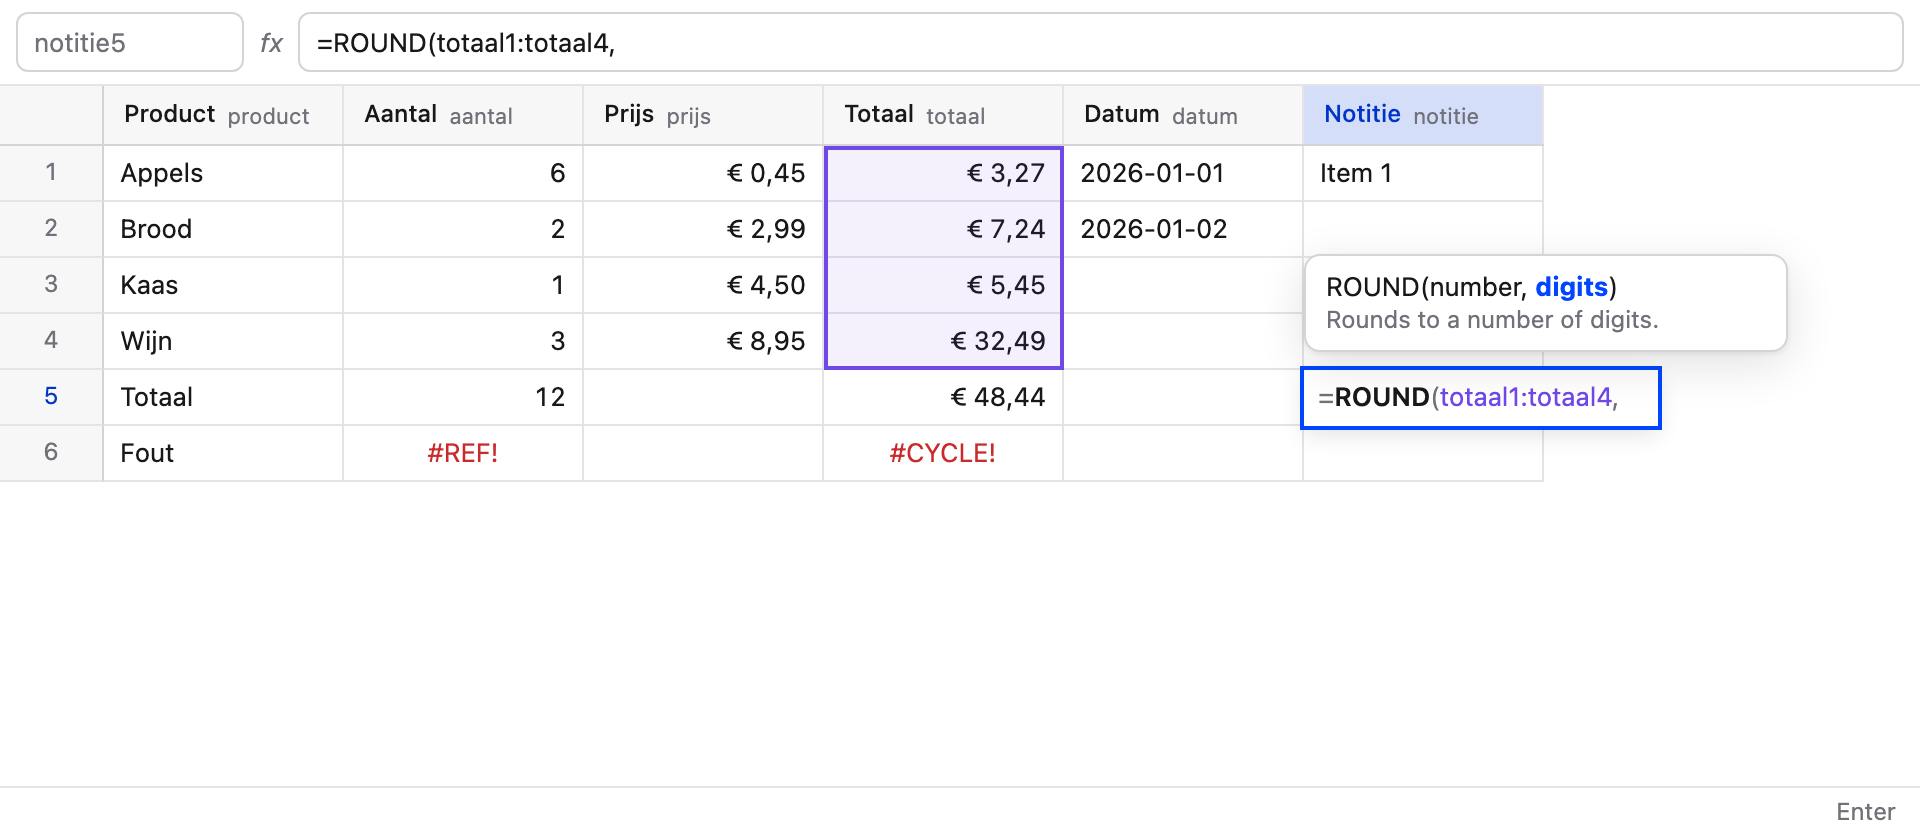 notitie5 fx =ROUND(totaal1:totaal4,
Product product Aantal aantal Prijs prijs Totaal totaal Datum datum Notitie notitie
1 Appels 6 € 0,45 € 3,27 2026-01-01 Item 1
2 Brood 2 € 2,99 € 7,24 2026-01-02
3 Kaas 1 € 4,50 € 5,45
ROUND(number, digits)
Rounds to a number of digits.
4 Wijn 3 € 8,95 € 32,49
5 Totaal 12 € 48,44 =ROUND(totaal1:totaal4,
6 Fout #REF! #CYCLE!
Enter